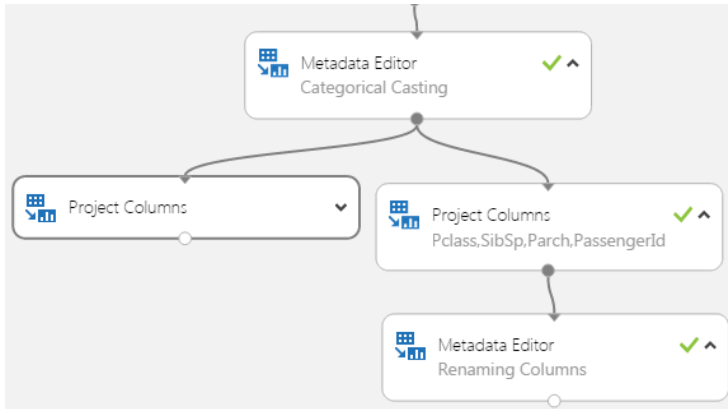 Metadata Editor
Categorical Casting
Project Columns
Project Columns
Pclass,SibSp,Parch,PassengerId
Metadata Editor
Renaming Columns